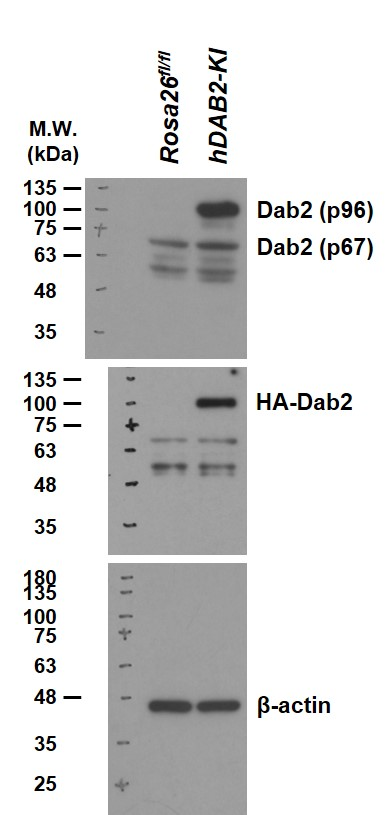 Rosa26fl/fl
hDAB2-KI
M.W.
(kDa)
135
100
75
63
48
35
Dab2 (p96)
Dab2 (p67)
135
100
75
63
48
35
HA-Dab2
180
135
100
75
63
48
35
25
β-actin